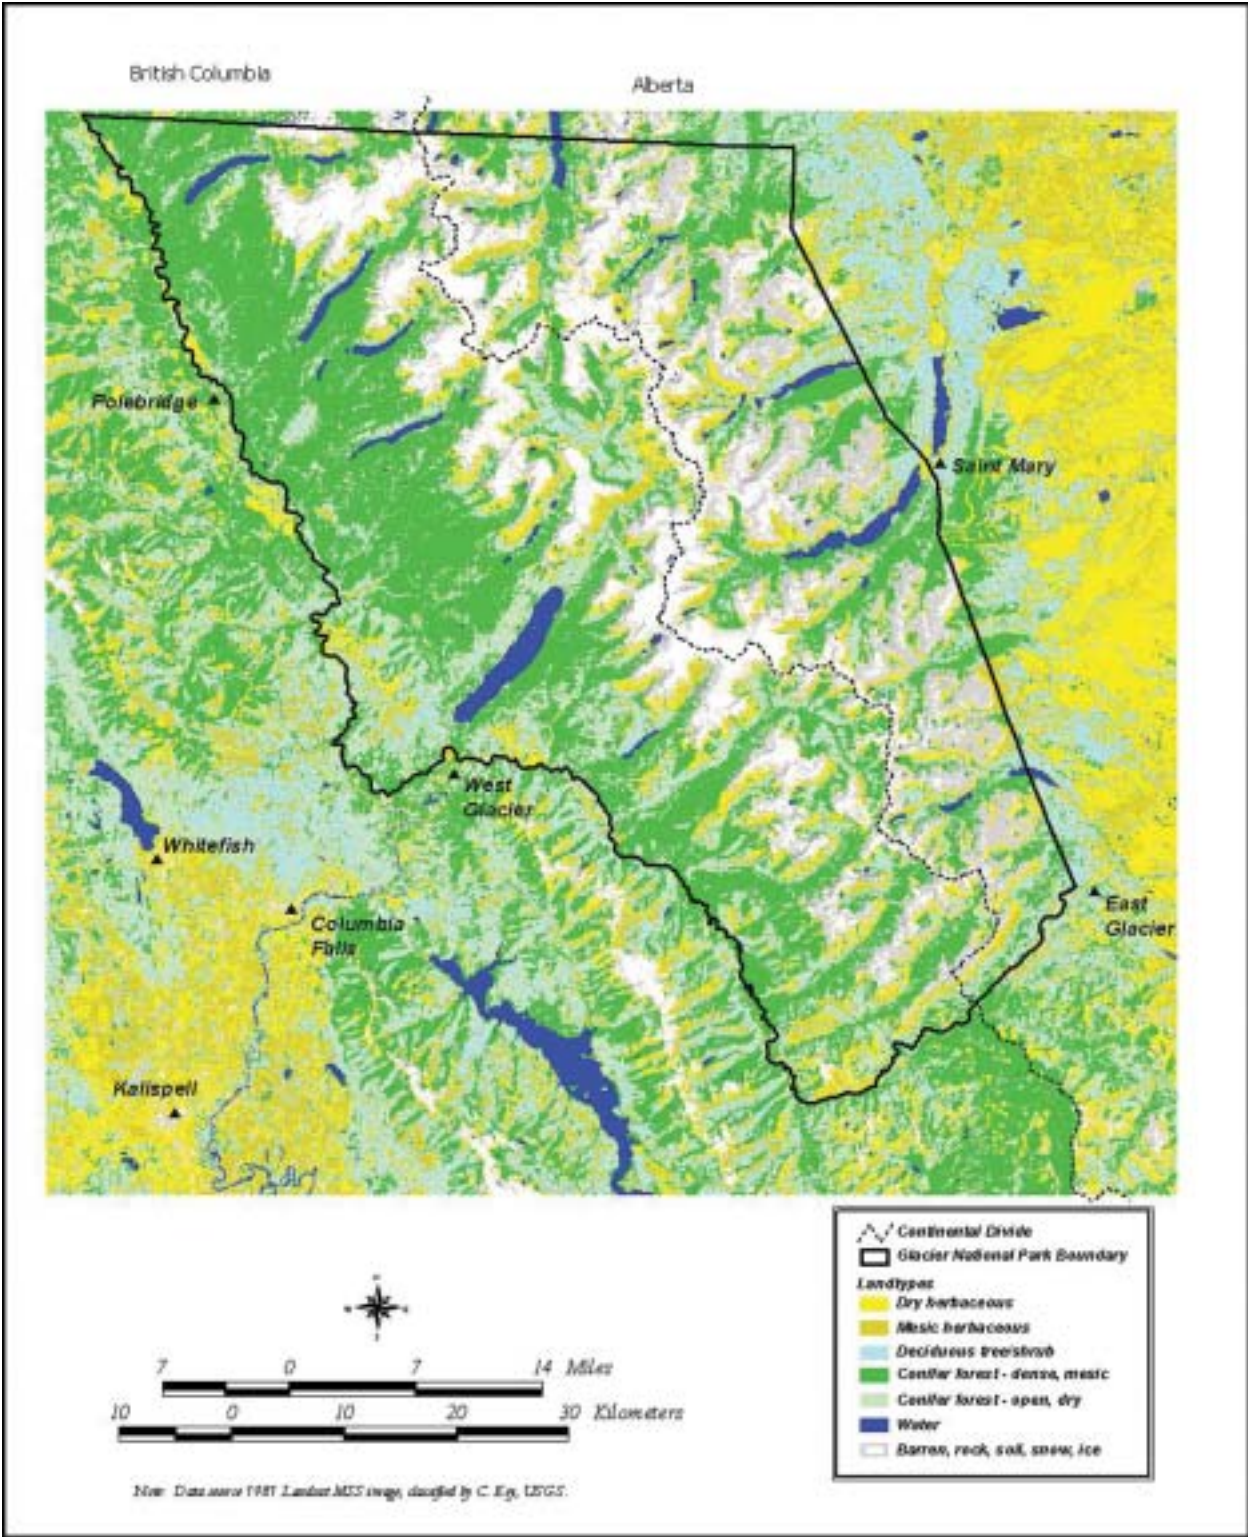 British Columbia
Alberta
Polebridge
Saint Mary
West
Glacier
Whitefish
East
Glacier
Columbia
Falls
Kalispell
Continental Divide
Glacier National Park Boundary
Landtypes
Dry herbaceous
Mesic herbaceous
Deciduous tree/shrub
Conifer forest - dense, mesic
Conifer forest - open, dry
Water
Barren, rock, soil, snow, ice
7 0 7 14 Miles
10 0 10 20 30 Kilometers
Note: Data source 1981 Landsat MSS image, classified by C. Key, USGS.